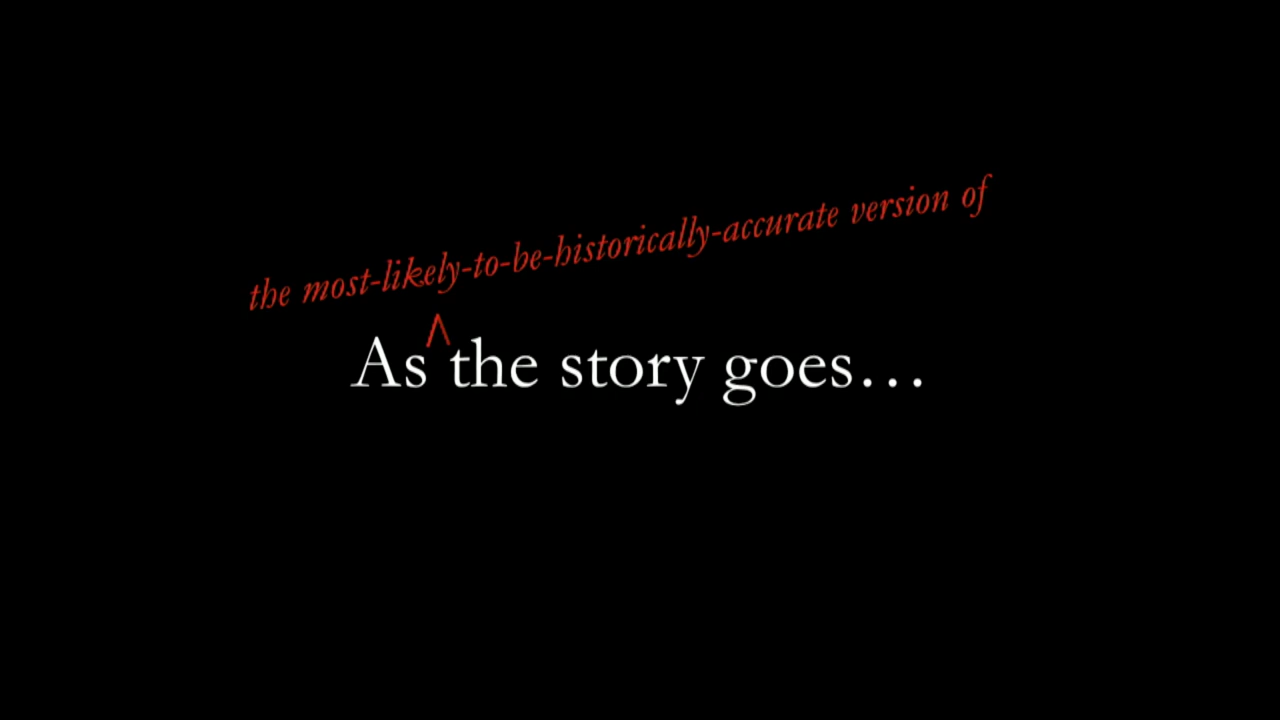 the most-likely-to-be-historically-accurate version of
^
As the story goes…